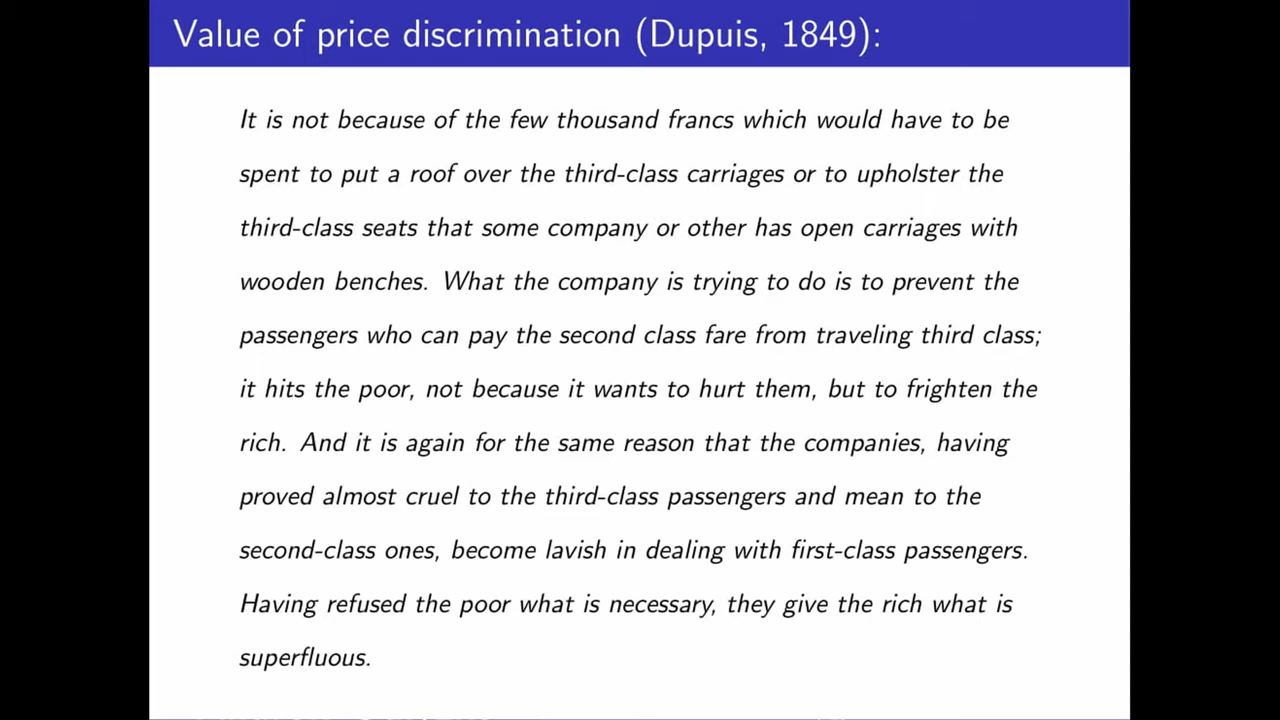 Value of price discrimination (Dupuis, 1849):
It is not because of the few thousand francs which would have to be
spent to put a roof over the third-class carriages or to upholster the
third-class seats that some company or other has open carriages with
wooden benches. What the company is trying to do is to prevent the
passengers who can pay the second class fare from traveling third class;
it hits the poor, not because it wants to hurt them, but to frighten the
rich. And it is again for the same reason that the companies, having
proved almost cruel to the third-class passengers and mean to the
second-class ones, become lavish in dealing with first-class passengers.
Having refused the poor what is necessary, they give the rich what is
superfluous.